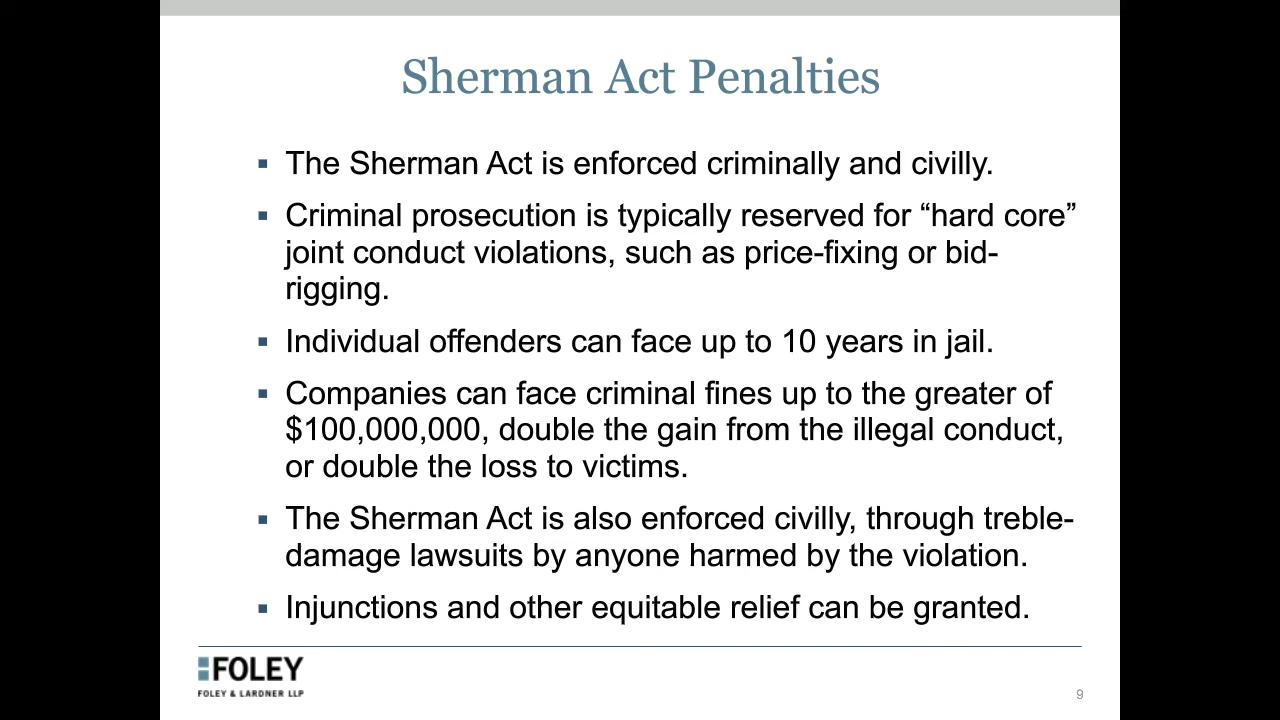 Sherman Act Penalties
▪ The Sherman Act is enforced criminally and civilly.
▪ Criminal prosecution is typically reserved for “hard core”
joint conduct violations, such as price-fixing or bid-
rigging.
▪ Individual offenders can face up to 10 years in jail.
▪ Companies can face criminal fines up to the greater of
$100,000,000, double the gain from the illegal conduct,
or double the loss to victims.
▪ The Sherman Act is also enforced civilly, through treble-
damage lawsuits by anyone harmed by the violation.
▪ Injunctions and other equitable relief can be granted.
FOLEY
FOLEY & LARDNER LLP
9